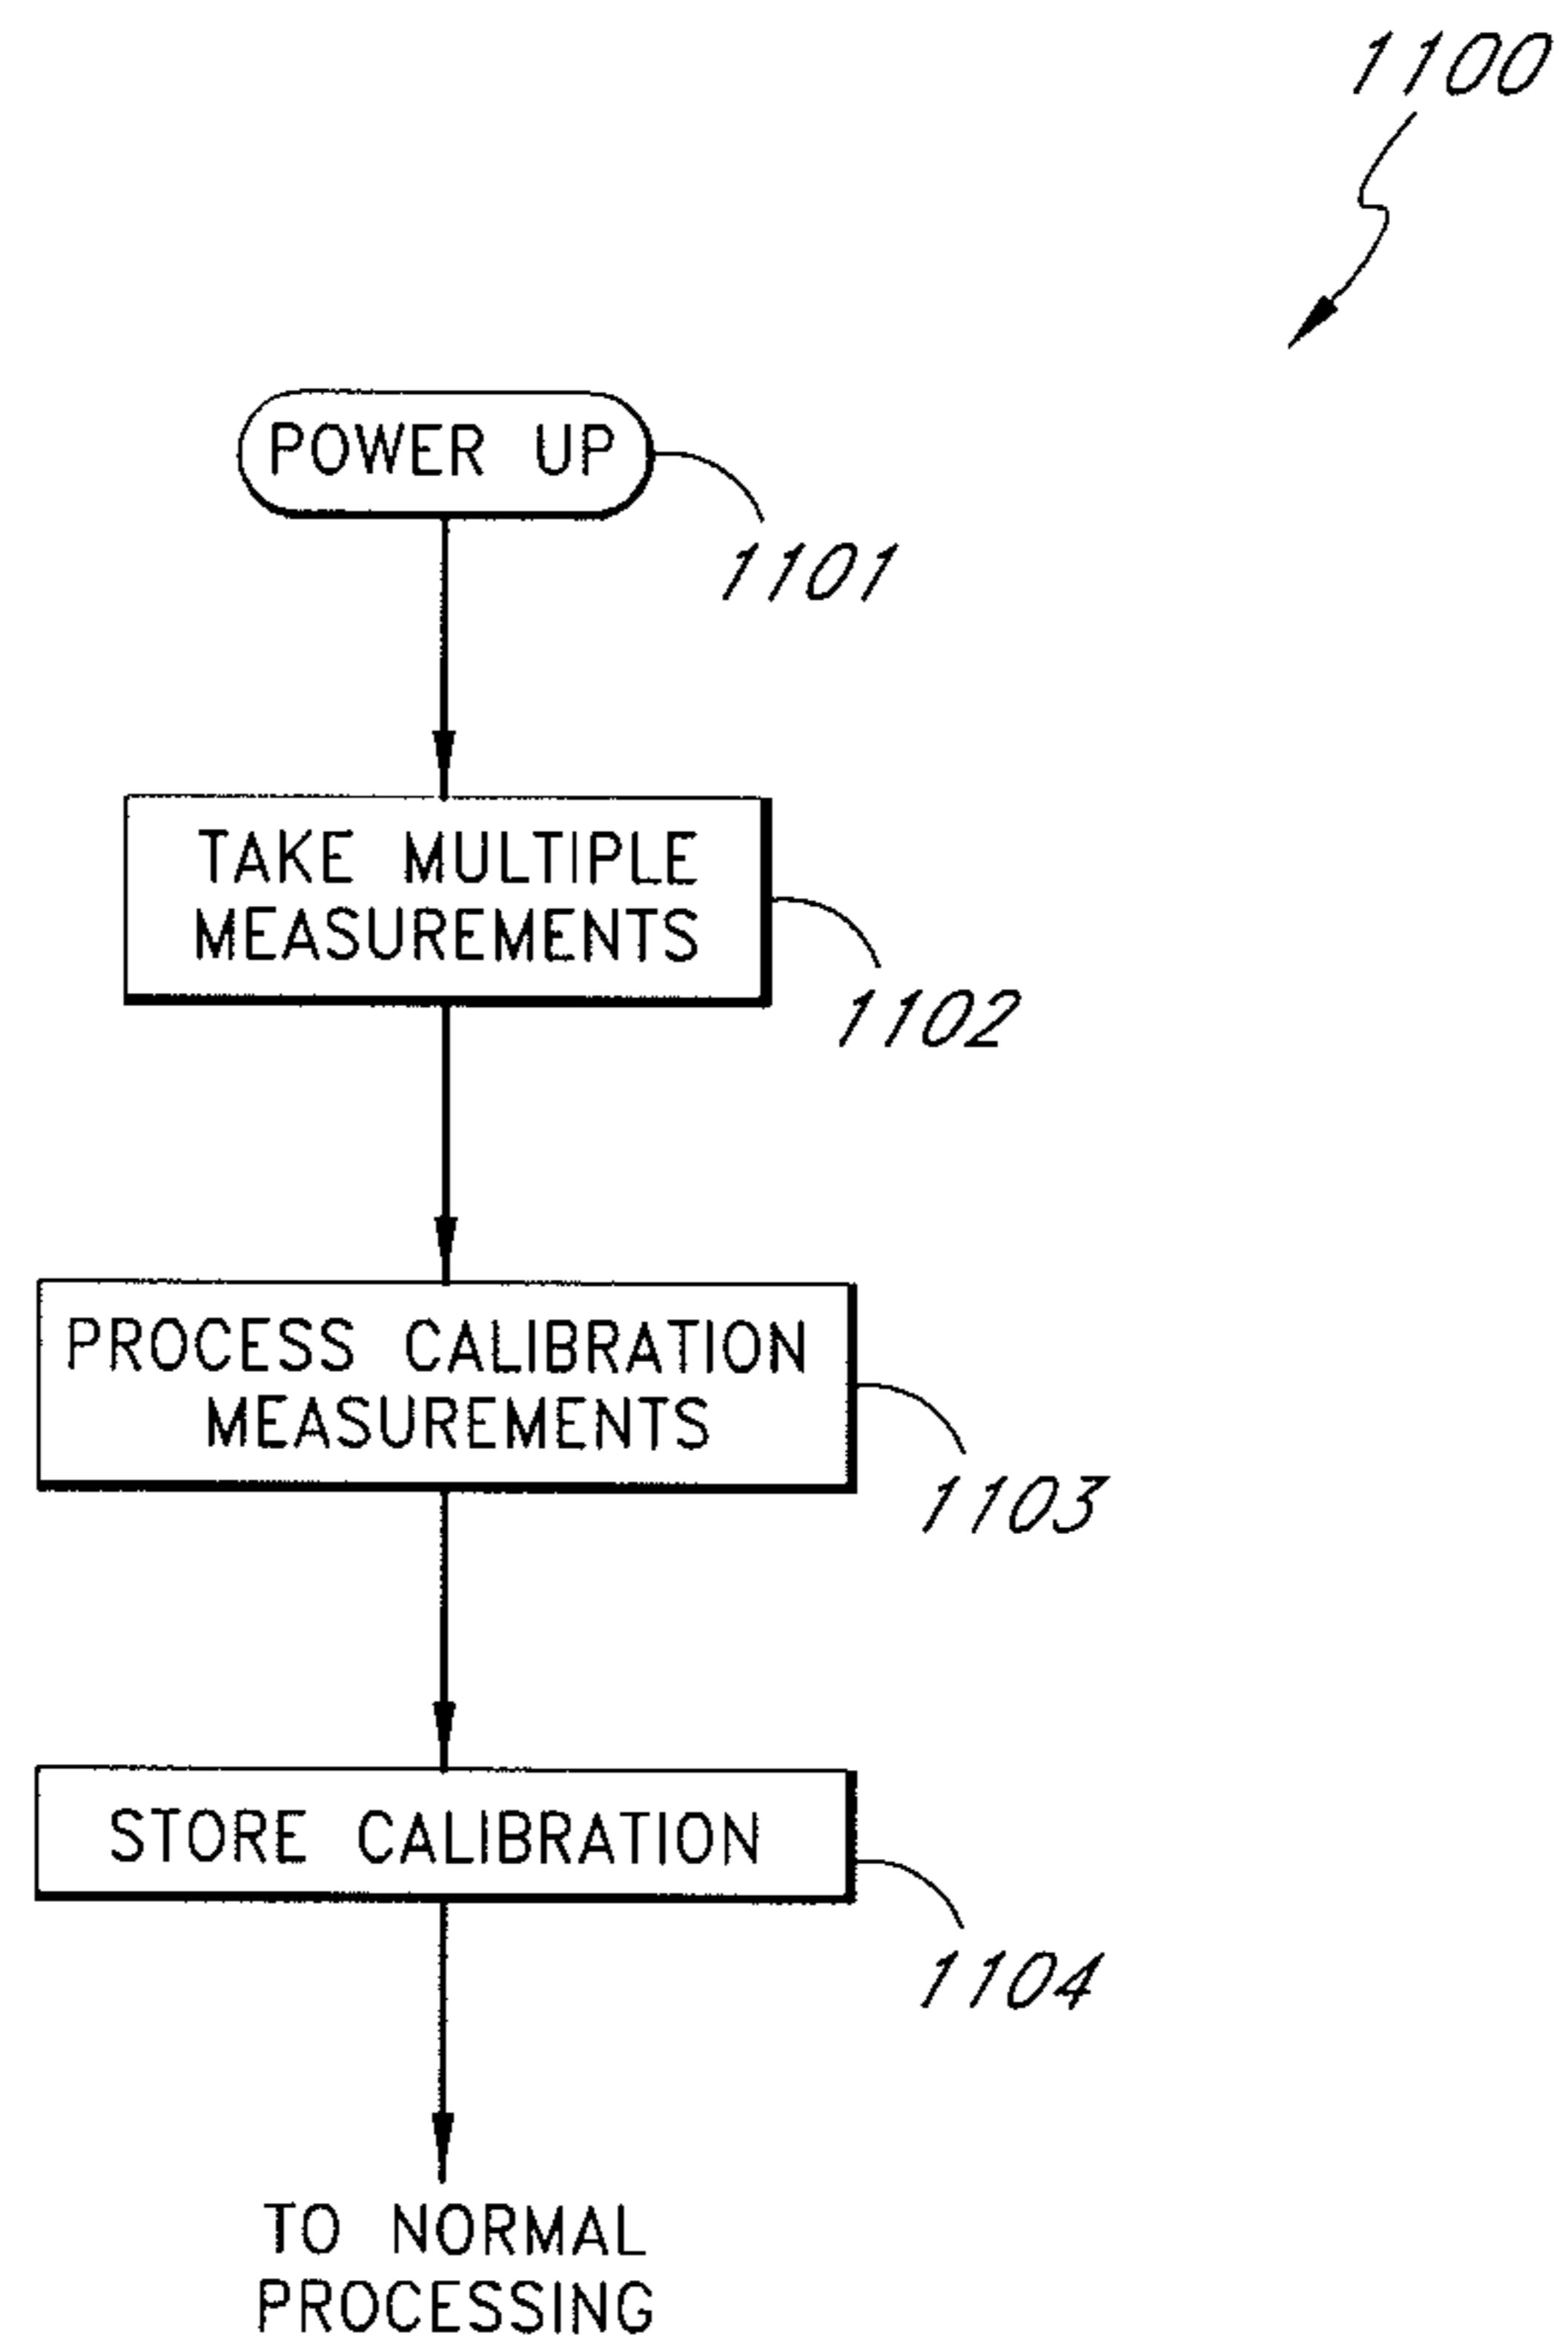 1100
POWER UP
1101
TAKE MULTIPLE
MEASUREMENTS
1102
PROCESS CALIBRATION
MEASUREMENTS
1103
STORE CALIBRATION
1104
TO NORMAL
PROCESSING